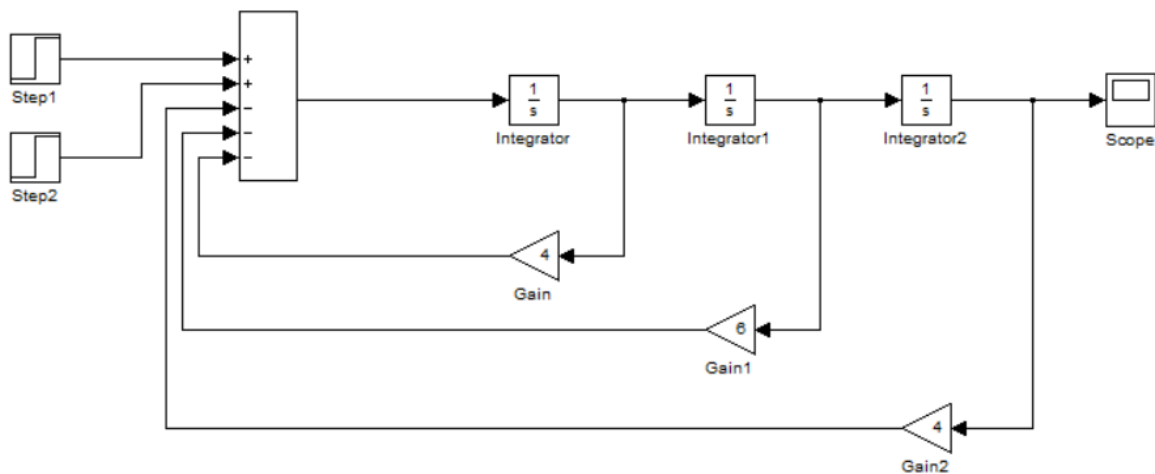 Step1
Step2
+
+
−
−
−
1
s
Integrator
1
s
Integrator1
1
s
Integrator2
Scope
4
Gain
6
Gain1
4
Gain2